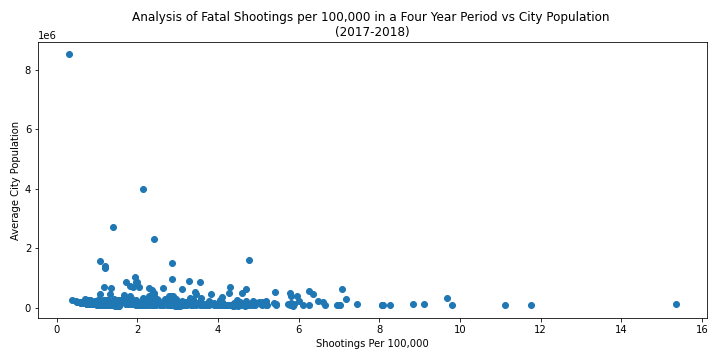 Analysis of Fatal Shootings per 100,000 in a Four Year Period vs City Population
(2017-2018)
1e6
8
6
4
2
0
Average City Population
0 2 4 6 8 10 12 14 16
Shootings Per 100,000